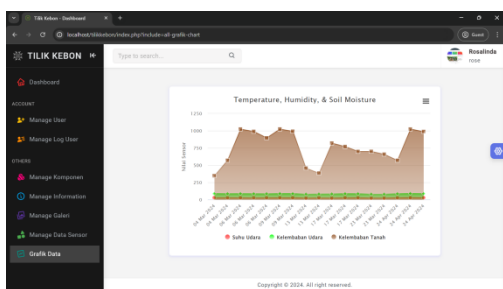 Tilik Kebon - Dashboard
localhost/tilikkebon/index.php?include=all-grafik-chart
Guest
TILIK KEBON
Type to search...
Rosalinda
rose
Dashboard
ACCOUNT
Manage User
Manage Log User
OTHERS
Manage Komponen
Manage Information
Manage Galeri
Manage Data Sensor
Grafik Data
Temperature, Humidity, & Soil Moisture
1250
1000
750
500
250
0
Suhu Udara
Kelembaban Udara
Kelembaban Tanah
Copyright © 2024. All right reserved.